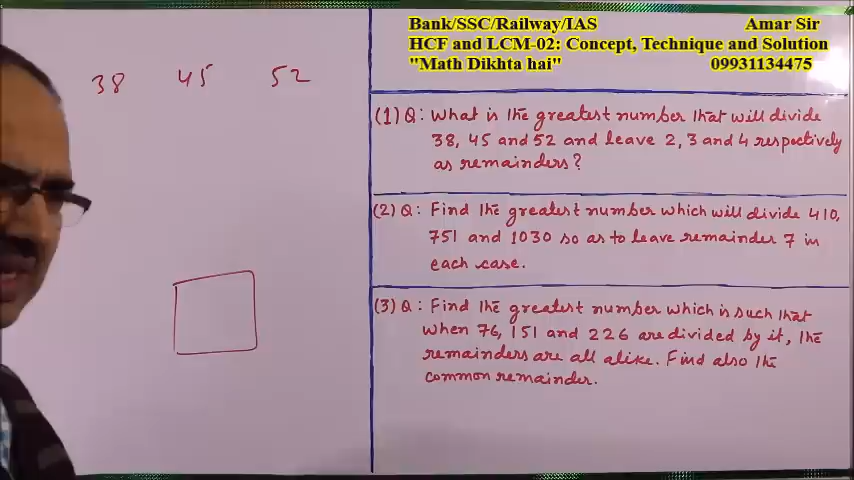 Bank/SSC/Railway/IAS Amar Sir
HCF and LCM-02: Concept, Technique and Solution
"Math Dikhta hai" 09931134475
38 45 52
(1) Q: What is the greatest number that will divide
38, 45 and 52 and leave 2, 3 and 4 respectively
as remainders?
(2) Q: Find the greatest number which will divide 410,
751 and 1030 so as to leave remainder 7 in
each case.
(3) Q: Find the greatest number which is such that
when 76, 151 and 226 are divided by it, the
remainders are all alike. Find also the
common remainder.